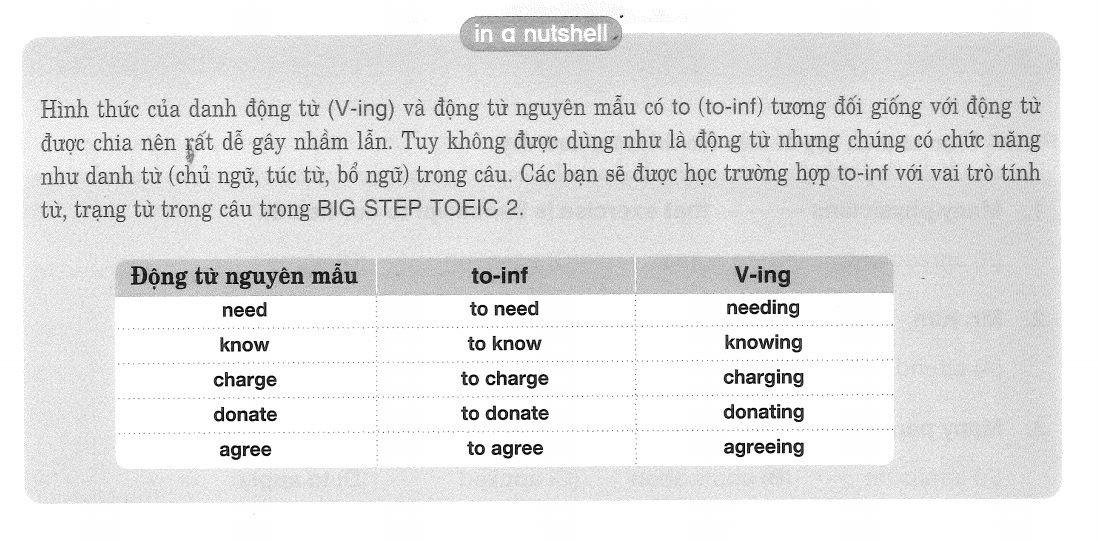 in a nutshell
Hình thức của danh động từ (V-ing) và động từ nguyên mẫu có to (to-inf) tương đối giống với động từ
được chia nên rất dễ gây nhầm lẫn. Tuy không được dùng như là động từ nhưng chúng có chức năng
như danh từ (chủ ngữ, túc từ, bổ ngữ) trong câu. Các bạn sẽ được học trường hợp to-inf với vai trò tính
từ, trạng từ trong câu trong BIG STEP TOEIC 2.
Động từ nguyên mẫu to-inf V-ing
need to need needing
know to know knowing
charge to charge charging
donate to donate donating
agree to agree agreeing